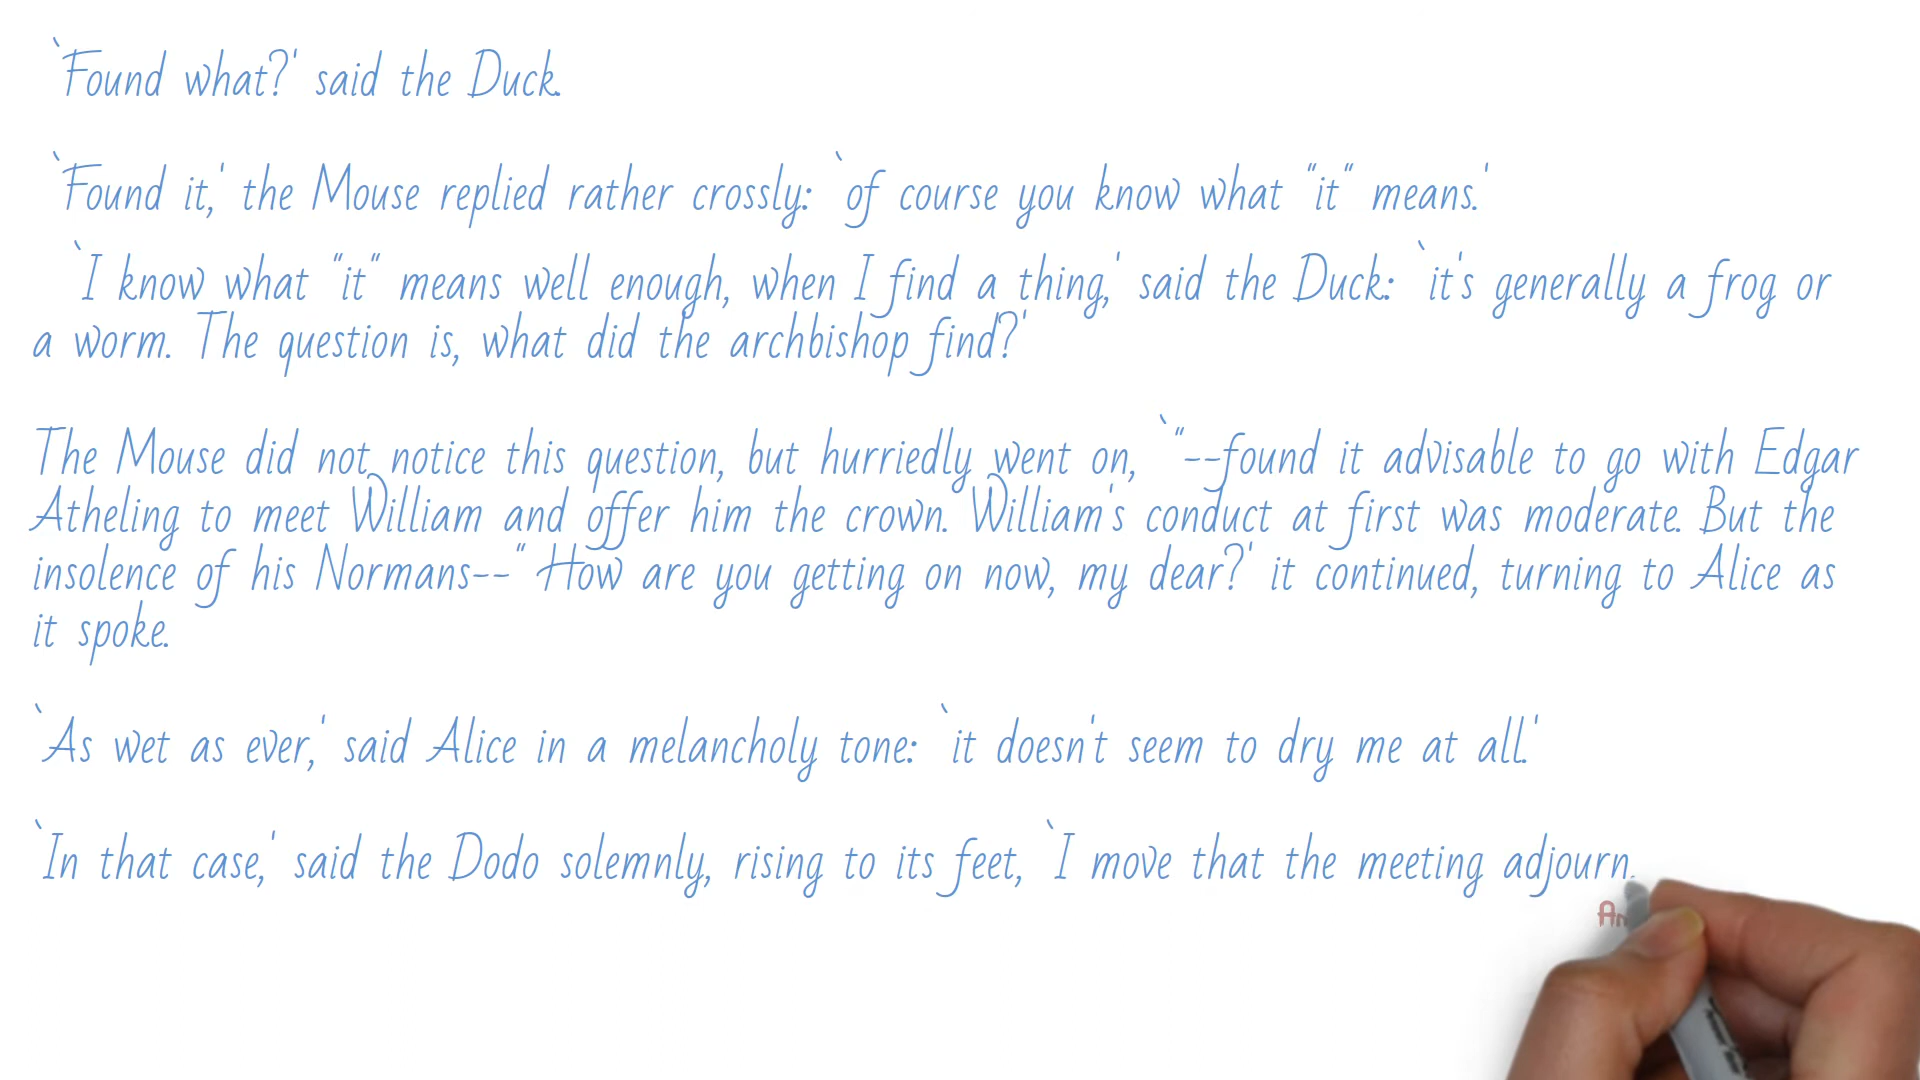 `Found what?' said the Duck.
`Found it,' the Mouse replied rather crossly: `of course you know what "it" means.'
`I know what "it" means well enough, when I find a thing,' said the Duck: `it's generally a frog or
a worm. The question is, what did the archbishop find?'
The Mouse did not notice this question, but hurriedly went on, `"--found it advisable to go with Edgar
Atheling to meet William and offer him the crown. William's conduct at first was moderate. But the
insolence of his Normans--" How are you getting on now, my dear?' it continued, turning to Alice as
it spoke.
`As wet as ever,' said Alice in a melancholy tone: `it doesn't seem to dry me at all.'
`In that case,' said the Dodo solemnly, rising to its feet, `I move that the meeting adjourn,